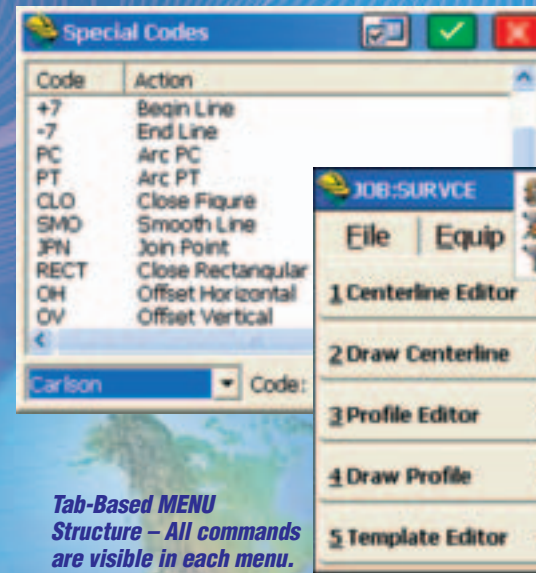 Special Codes
Code Action
+7 Begin Line
-7 End Line
PC Arc PC
PT Arc PT
CLO Close Figure
SMO Smooth Line
JPN Join Point
RECT Close Rectangular
OH Offset Horizontal
OV Offset Vertical
Carlson Code:
JOB:SURVCE
File Equip
1 Centerline Editor
2 Draw Centerline
3 Profile Editor
4 Draw Profile
5 Template Editor
Tab-Based MENU
Structure – All commands
are visible in each menu.